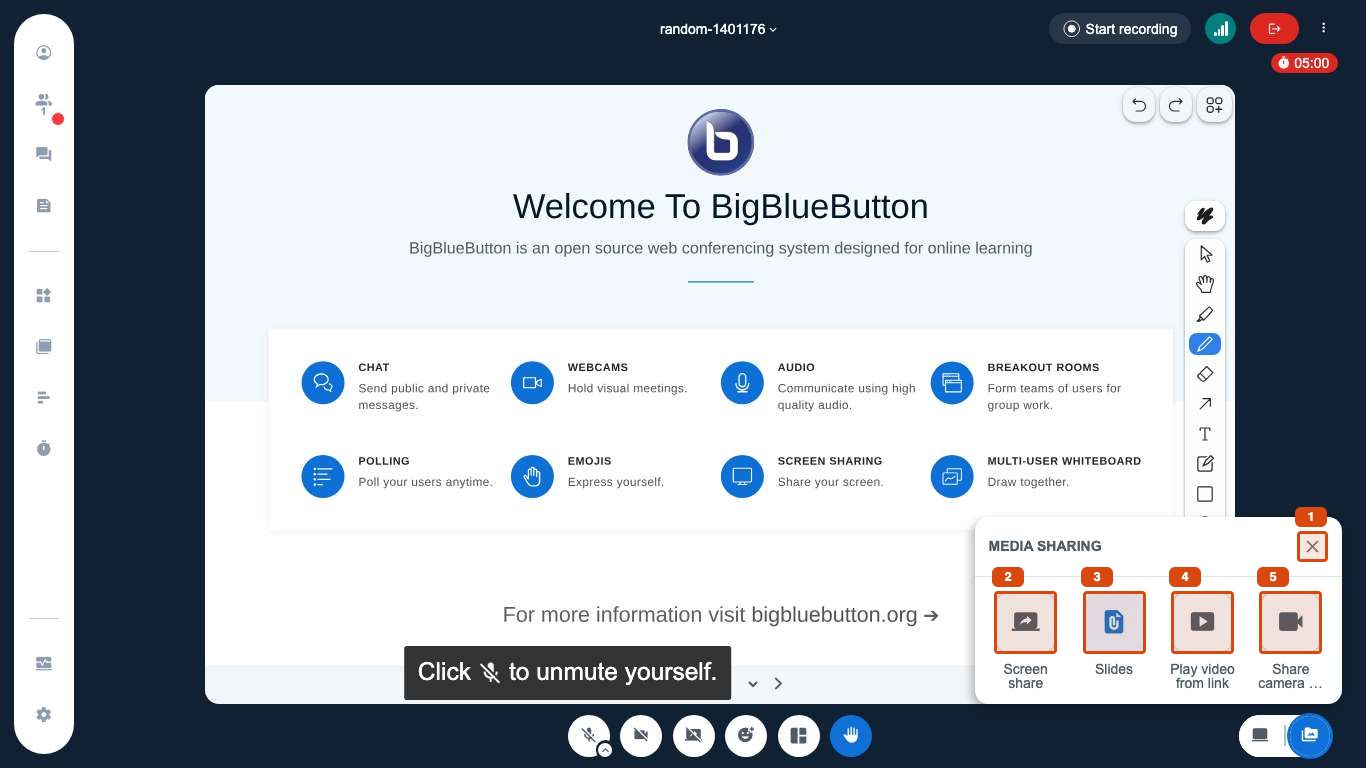 random-1401176
Start recording
05:00
1
Welcome To BigBlueButton
BigBlueButton is an open source web conferencing system designed for online learning
CHAT
Send public and private
messages.
WEBCAMS
Hold visual meetings.
AUDIO
Communicate using high
quality audio.
BREAKOUT ROOMS
Form teams of users for
group work.
POLLING
Poll your users anytime.
EMOJIS
Express yourself.
SCREEN SHARING
Share your screen.
MULTI-USER WHITEBOARD
Draw together.
For more information visit bigbluebutton.org ➔
Click to unmute yourself.
1
MEDIA SHARING
2
3
4
5
Screen
share
Slides
Play video
from link
Share
camera ...